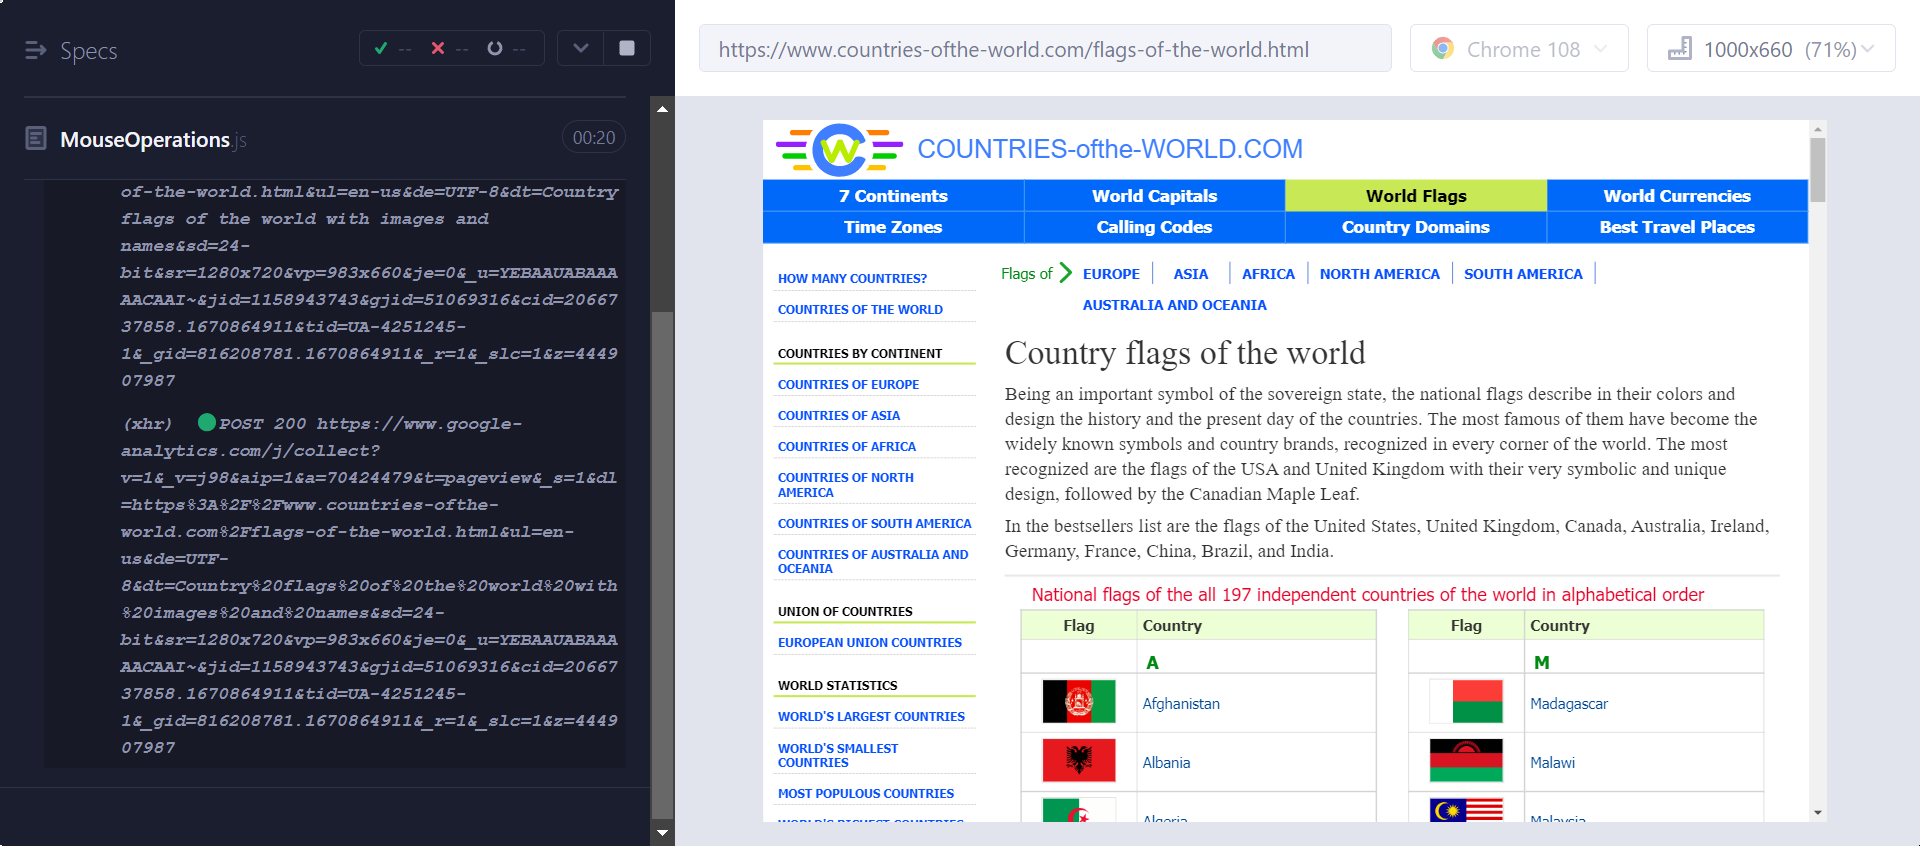 Specs
-- -- --
MouseOperations.js
00:20
of-the-world.html&ul=en-us&de=UTF-8&dt=Country
flags of the world with images and
names&sd=24-
bit&sr=1280x720&vp=983x660&je=0&_u=YEBAAUABAAA
AACAAI~&jid=1158943743&gjid=51069316&cid=20667
37858.1670864911&tid=UA-4251245-
1&_gid=816208781.1670864911&_r=1&_slc=1&z=4449
07987
(xhr) POST 200 https://www.google-
analytics.com/j/collect?
v=1&_v=j98&aip=1&a=70424479&t=pageview&_s=1&dl
=https%3A%2F%2Fwww.countries-ofthe-
world.com%2Fflags-of-the-world.html&ul=en-
us&de=UTF-
8&dt=Country%20flags%20of%20the%20world%20with
%20images%20and%20names&sd=24-
bit&sr=1280x720&vp=983x660&je=0&_u=YEBAAUABAAA
AACAAI~&jid=1158943743&gjid=51069316&cid=20667
37858.1670864911&tid=UA-4251245-
1&_gid=816208781.1670864911&_r=1&_slc=1&z=4449
07987
https://www.countries-ofthe-world.com/flags-of-the-world.html
Chrome 108
1000x660 (71%)
W COUNTRIES-ofthe-WORLD.COM
7 Continents World Capitals World Flags World Currencies
Time Zones Calling Codes Country Domains Best Travel Places
HOW MANY COUNTRIES?
COUNTRIES OF THE WORLD
COUNTRIES BY CONTINENT
COUNTRIES OF EUROPE
COUNTRIES OF ASIA
COUNTRIES OF AFRICA
COUNTRIES OF NORTH
AMERICA
COUNTRIES OF SOUTH AMERICA
COUNTRIES OF AUSTRALIA AND
OCEANIA
UNION OF COUNTRIES
EUROPEAN UNION COUNTRIES
WORLD STATISTICS
WORLD'S LARGEST COUNTRIES
WORLD'S SMALLEST
COUNTRIES
MOST POPULOUS COUNTRIES
WORLD'S RICHEST COUNTRIES
Flags of EUROPE ASIA AFRICA NORTH AMERICA SOUTH AMERICA
AUSTRALIA AND OCEANIA
Country flags of the world
Being an important symbol of the sovereign state, the national flags describe in their colors and
design the history and the present day of the countries. The most famous of them have become the
widely known symbols and country brands, recognized in every corner of the world. The most
recognized are the flags of the USA and United Kingdom with their very symbolic and unique
design, followed by the Canadian Maple Leaf.
In the bestsellers list are the flags of the United States, United Kingdom, Canada, Australia, Ireland,
Germany, France, China, Brazil, and India.
National flags of the all 197 independent countries of the world in alphabetical order
Flag Country Flag Country
A M
Afghanistan Madagascar
Albania Malawi
Algeria Malaysia